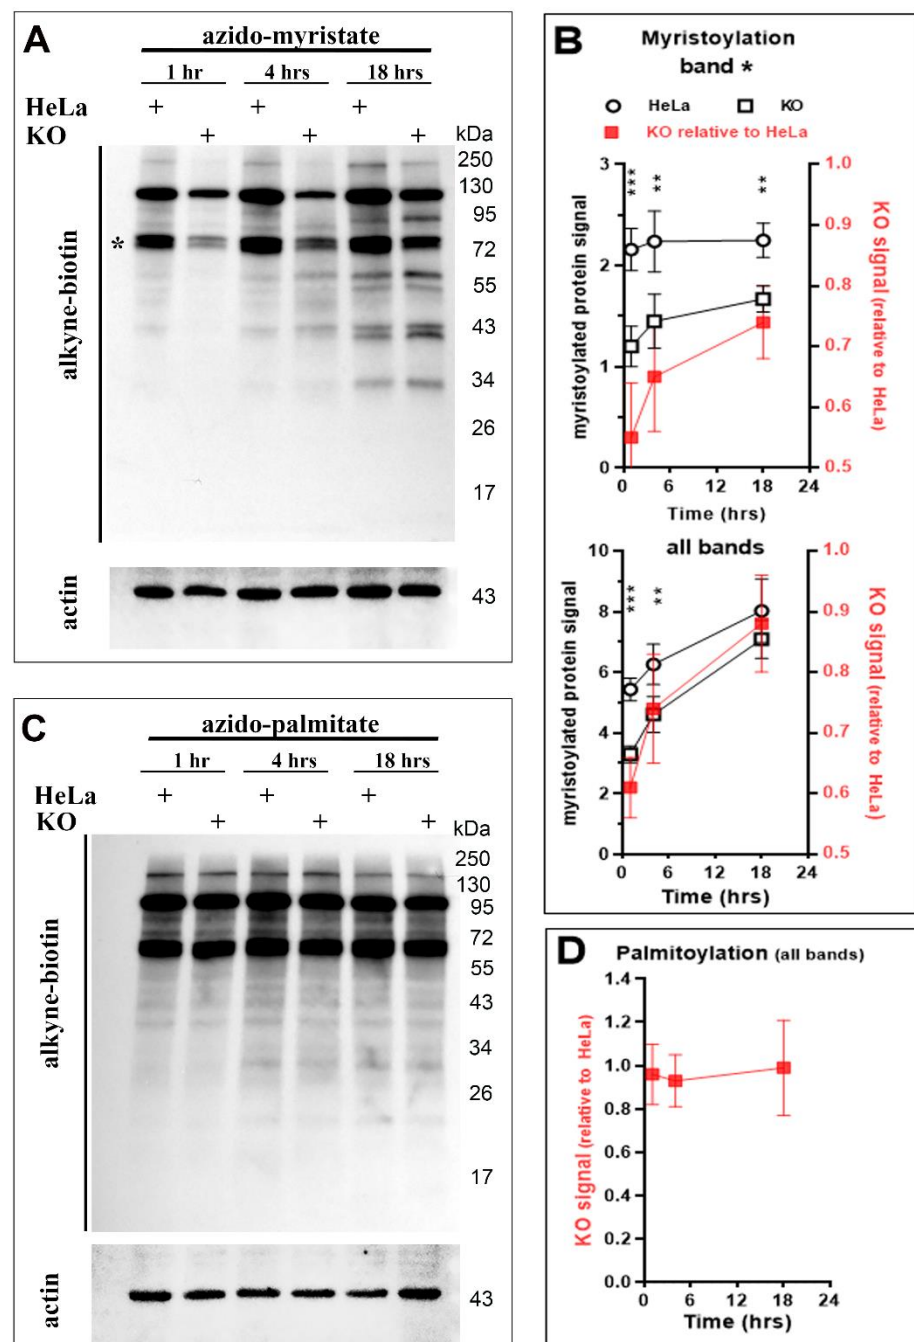 A
azido-myristate
1 hr 4 hrs 18 hrs
HeLa + + +
KO + + +
kDa
250
130
95
72
55
43
34
26
17
*
alkyne-biotin
actin
43
B
Myristoylation
band *
HeLa KO
KO relative to HeLa
*** ** **
3
2
1
0
myristoylated protein signal
1.0
0.9
0.8
0.7
0.6
0.5
KO signal (relative to HeLa)
0 6 12 18 24
Time (hrs)
all bands
*** **
10
8
6
4
2
0
myristoylated protein signal
1.0
0.9
0.8
0.7
0.6
0.5
KO signal (relative to HeLa)
0 6 12 18 24
Time (hrs)
C
azido-palmitate
1 hr 4 hrs 18 hrs
HeLa + + +
KO + + +
kDa
250
130
95
72
55
43
34
26
17
alkyne-biotin
actin
43
D
Palmitoylation (all bands)
1.4
1.2
1.0
0.8
0.6
0.4
0.2
0.0
KO signal (relative to HeLa)
0 6 12 18 24
Time (hrs)